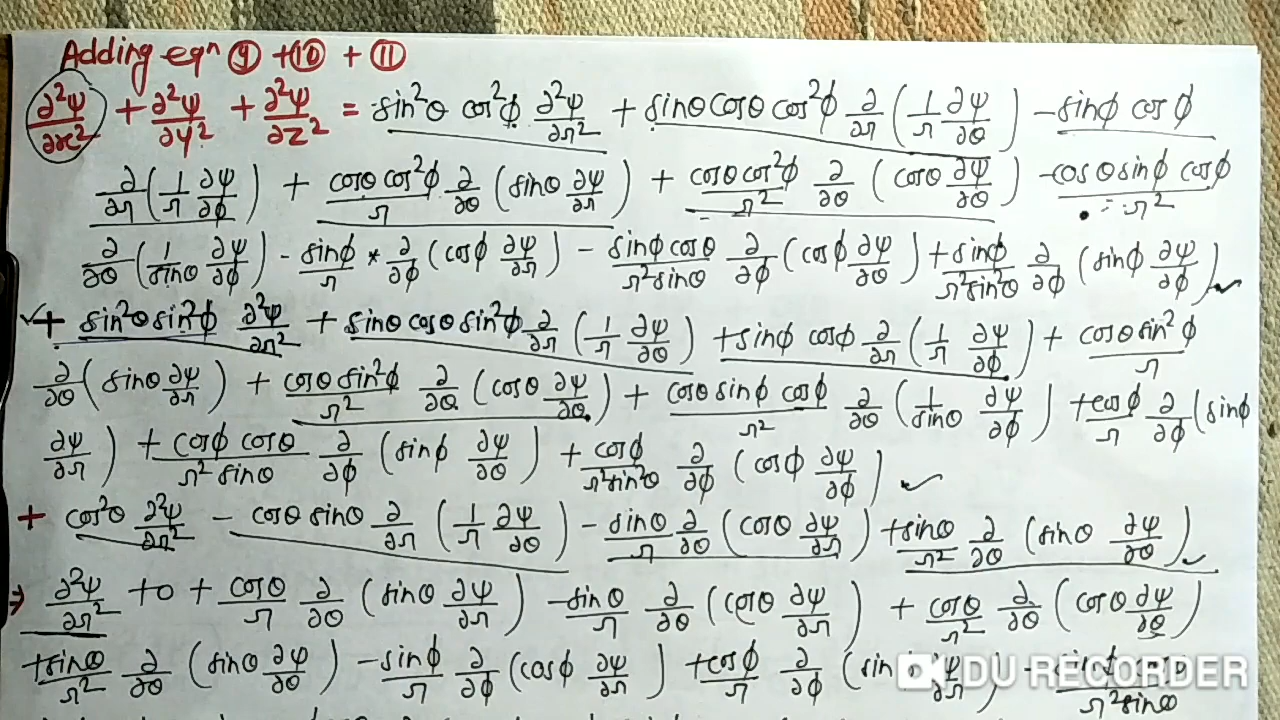 Adding eqⁿ ⑨ + ⑩ + ⑪
∂²ψ/∂x² + ∂²ψ/∂y² + ∂²ψ/∂z² = sin²θ cos²ϕ ∂²ψ/∂r² + sinθ cosθ cos²ϕ ∂/∂r (1/r ∂ψ/∂θ) - sinϕ cosϕ
∂/∂r (1/r ∂ψ/∂ϕ) + cosθ cos²ϕ/r ∂/∂θ (sinθ ∂ψ/∂r) + cosθ cos²ϕ/r² ∂/∂θ (cosθ ∂ψ/∂θ) - cosθ sinϕ cosϕ/r²
∂/∂θ (1/sinθ ∂ψ/∂ϕ) - sinϕ/r * ∂/∂ϕ (cosϕ ∂ψ/∂r) - sinϕ cosθ/r² sinθ ∂/∂ϕ (cosϕ ∂ψ/∂θ) + sinϕ/r² sin²θ ∂/∂ϕ (sinϕ ∂ψ/∂ϕ) ✓
✓ + sin²θ sin²ϕ ∂²ψ/∂r² + sinθ cosθ sin²ϕ ∂/∂r (1/r ∂ψ/∂θ) + sinϕ cosϕ ∂/∂r (1/r ∂ψ/∂ϕ) + cosθ sin²ϕ/r
∂/∂θ (sinθ ∂ψ/∂r) + cosθ sin²ϕ/r² ∂/∂θ (cosθ ∂ψ/∂θ) + cosθ sinϕ cosϕ/r² ∂/∂θ (1/sinθ ∂ψ/∂ϕ) + cosϕ/r ∂/∂ϕ (sinϕ
∂ψ/∂r) + cosϕ cosθ/r² sinθ ∂/∂ϕ (sinϕ ∂ψ/∂θ) + cosϕ/r² sin²θ ∂/∂ϕ (cosϕ ∂ψ/∂ϕ) ✓
+ cos²θ ∂²ψ/∂r² - cosθ sinθ ∂/∂r (1/r ∂ψ/∂θ) - sinθ/r ∂/∂θ (cosθ ∂ψ/∂r) + sinθ/r² ∂/∂θ (sinθ ∂ψ/∂θ) ✓
⇒ ∂²ψ/∂r² + 0 + cosθ/r ∂/∂θ (sinθ ∂ψ/∂r) - sinθ/r ∂/∂θ (cosθ ∂ψ/∂r) + cosθ/r² ∂/∂θ (cosθ ∂ψ/∂θ)
+ sinθ/r² ∂/∂θ (sinθ ∂ψ/∂θ) - sinϕ/r ∂/∂ϕ (cosϕ ∂ψ/∂r) + cosϕ/r ∂/∂ϕ (sin ∂ψ/∂r) /r² sinθ
DU RECORDER